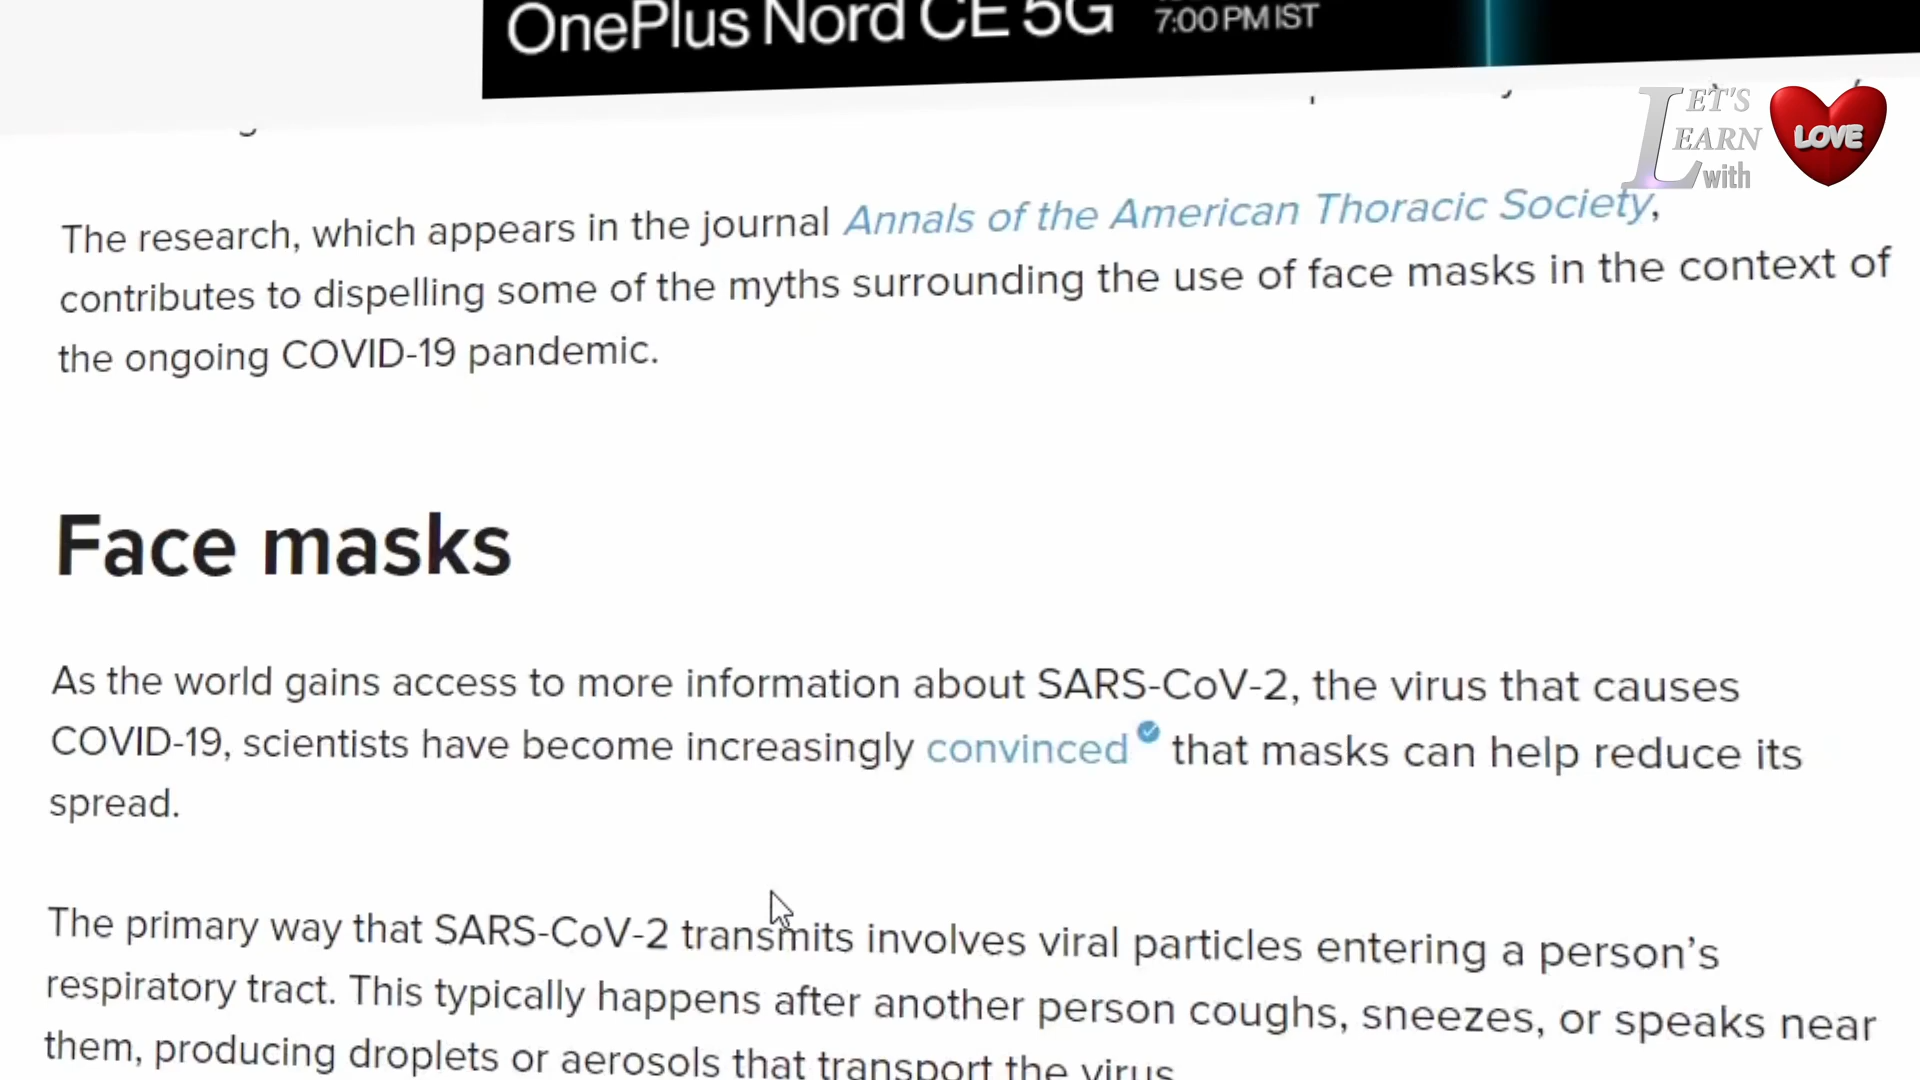 OnePlus Nord CE 5G
7:00 PM IST
LET'S
LEARN
with
LOVE
The research, which appears in the journal Annals of the American Thoracic Society,
contributes to dispelling some of the myths surrounding the use of face masks in the context of
the ongoing COVID-19 pandemic.
Face masks
As the world gains access to more information about SARS-CoV-2, the virus that causes
COVID-19, scientists have become increasingly convinced that masks can help reduce its
spread.
The primary way that SARS-CoV-2 transmits involves viral particles entering a person's
respiratory tract. This typically happens after another person coughs, sneezes, or speaks near
them, producing droplets or aerosols that transport the virus.